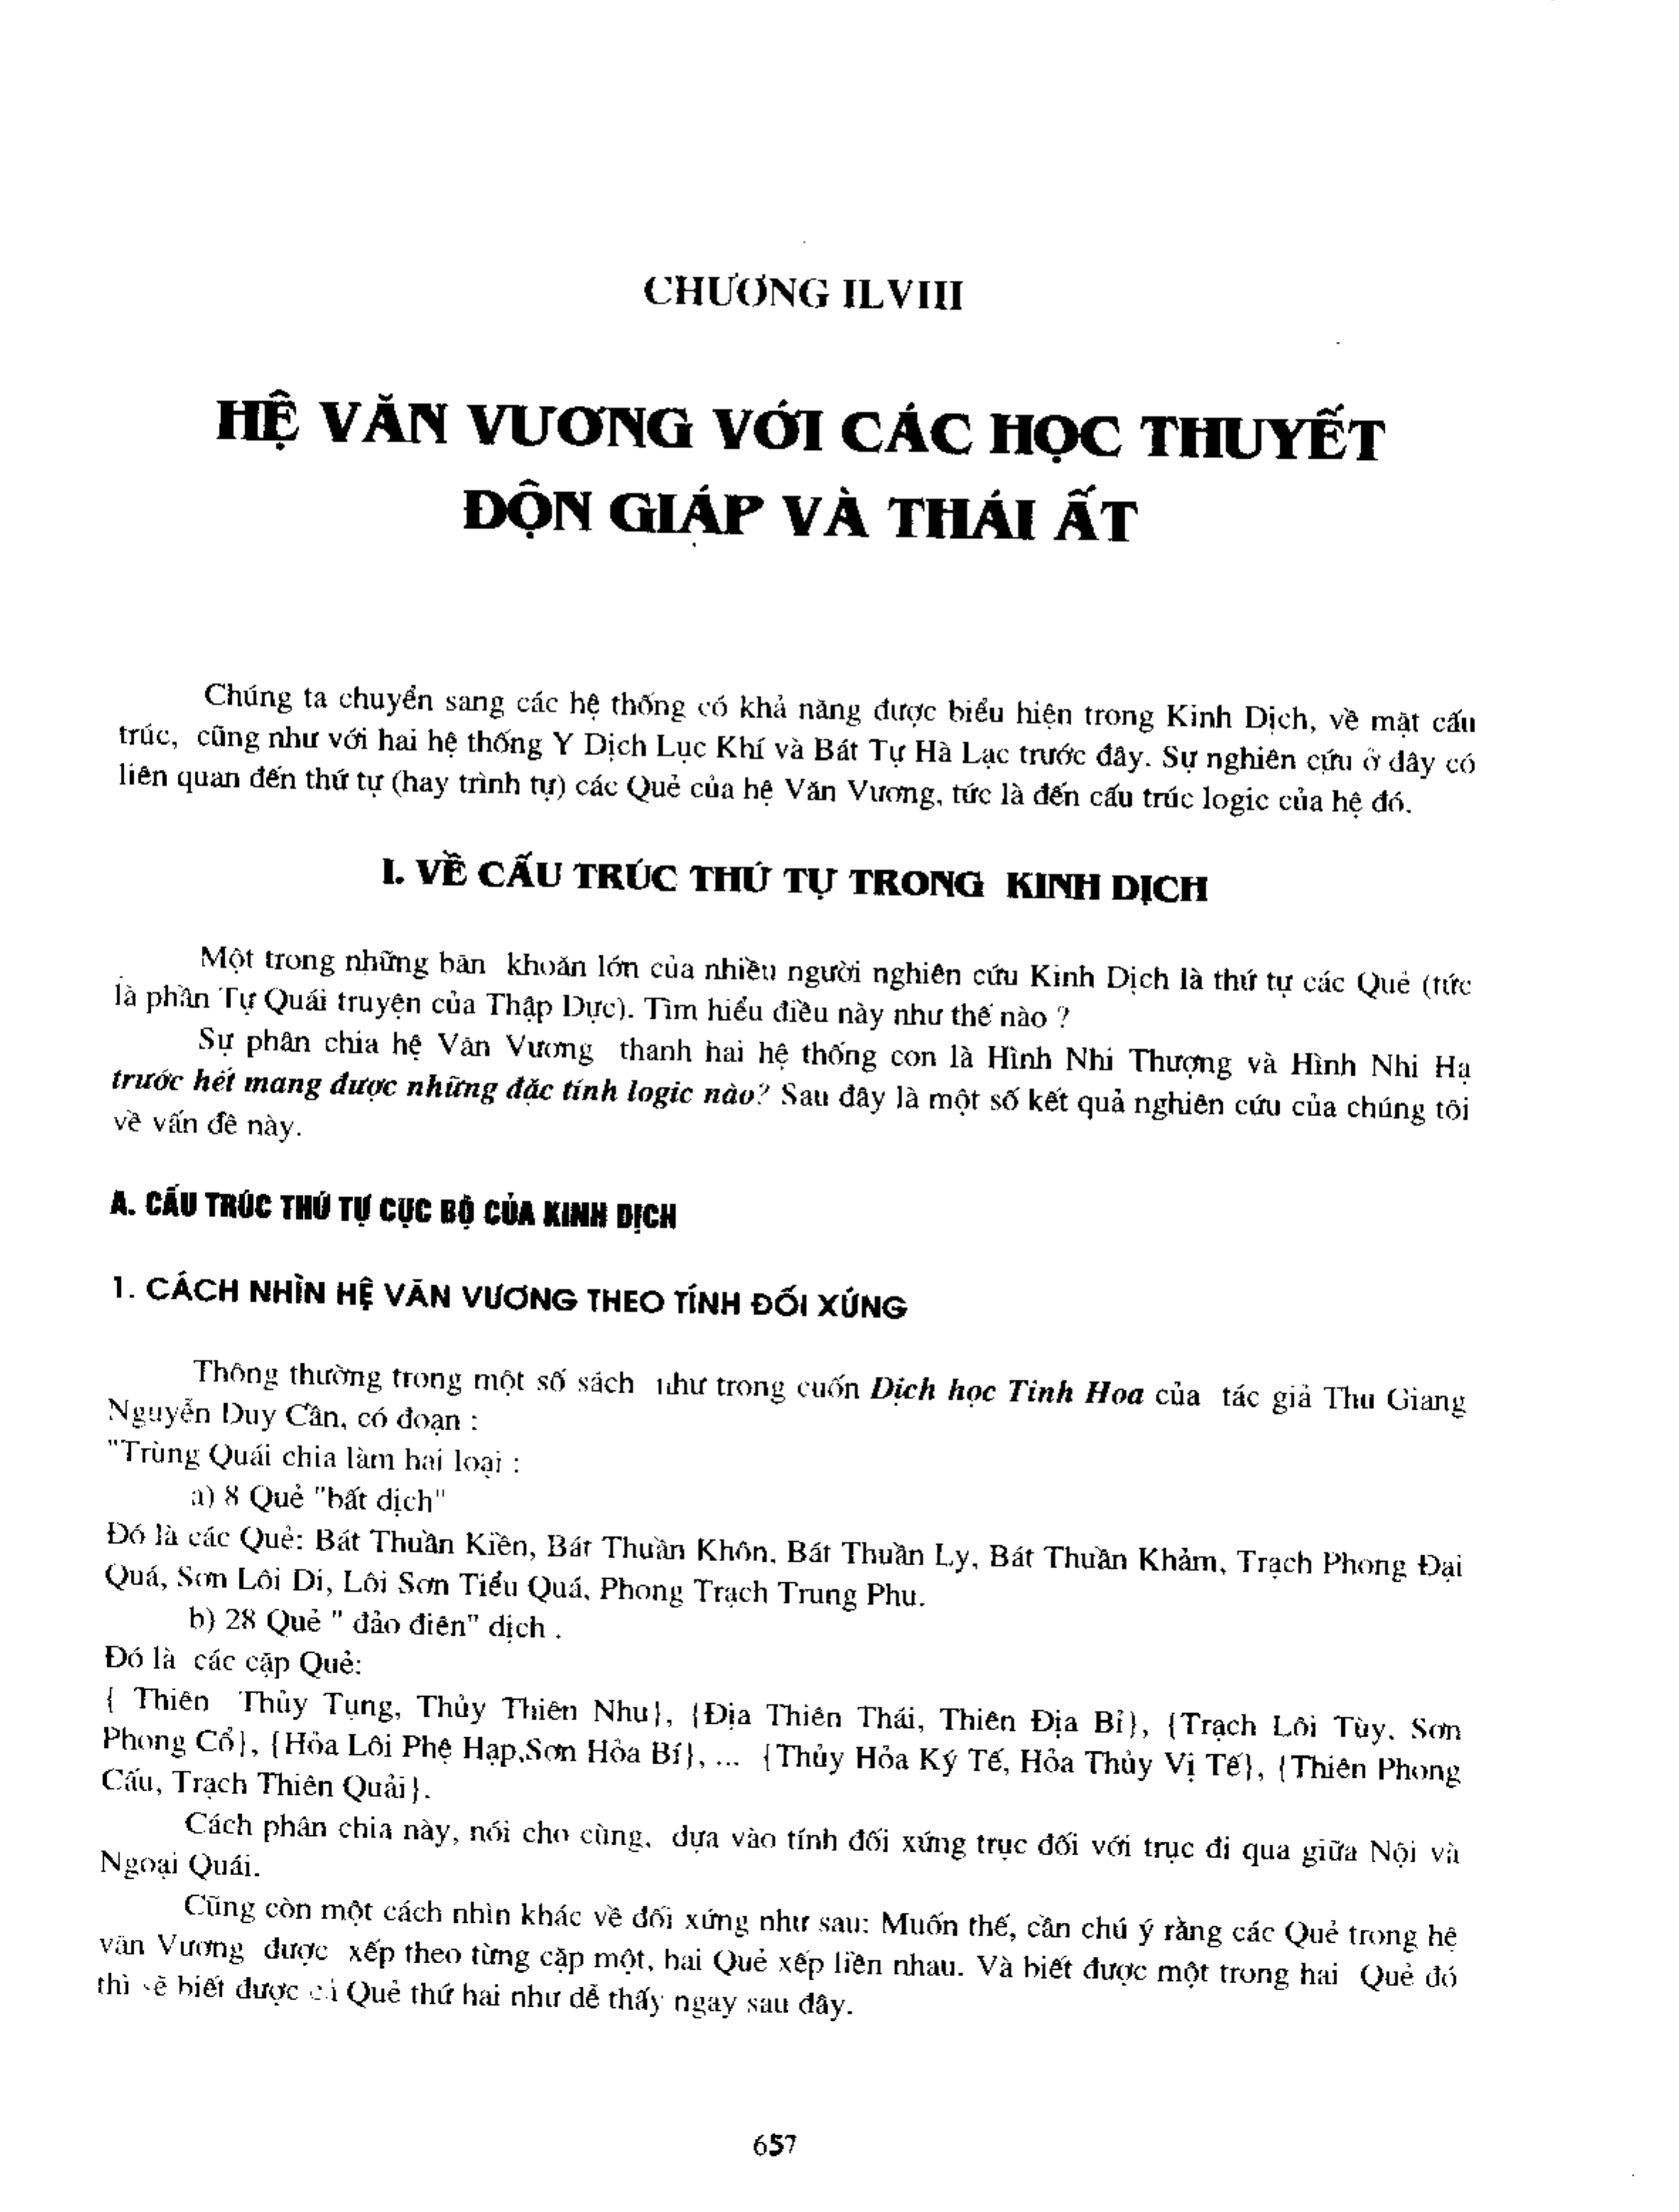 CHƯƠNG ILVIII
HỆ VĂN VƯƠNG VỚI CÁC HỌC THUYẾT
ĐỘN GIÁP VÀ THÁI ẤT
Chúng ta chuyển sang các hệ thống có khả năng được biểu hiện trong Kinh Dịch, về mặt cấu
trúc, cũng như với hai hệ thống Y Dịch Lục Khí và Bát Tự Hà Lạc trước đây. Sự nghiên cứu ở đây có
liên quan đến thứ tự (hay trình tự) các Quẻ của hệ Văn Vương, tức là đến cấu trúc logic của hệ đó.
I. VỀ CẤU TRÚC THỨ TỰ TRONG KINH DỊCH
Một trong những băn khoăn lớn của nhiều người nghiên cứu Kinh Dịch là thứ tự các Quẻ (tức
là phần Tự Quái truyện của Thập Dực). Tìm hiểu điều này như thế nào ?
Sự phân chia hệ Văn Vương thanh hai hệ thống con là Hình Nhi Thượng và Hình Nhi Hạ
trước hết mang được những đặc tính logic nào? Sau đây là một số kết quả nghiên cứu của chúng tôi
về vấn đề này.
A. CẤU TRÚC THỨ TỰ CỤC BỘ CỦA KINH DỊCH
1. CÁCH NHÌN HỆ VĂN VƯƠNG THEO TÍNH ĐỐI XỨNG
Thông thường trong một số sách như trong cuốn Dịch học Tinh Hoa của tác giả Thu Giang
Nguyễn Duy Cần, có đoạn :
"Trùng Quái chia làm hai loại :
a) 8 Quẻ "bất dịch"
Đó là các Quẻ: Bát Thuần Kiền, Bát Thuần Khôn, Bát Thuần Ly, Bát Thuần Khảm, Trạch Phong Đại
Quá, Sơn Lôi Di, Lôi Sơn Tiểu Quá, Phong Trạch Trung Phu.
b) 28 Quẻ " đảo điên" dịch .
Đó là các cặp Quẻ:
{ Thiên Thủy Tụng, Thủy Thiên Nhu}, {Địa Thiên Thái, Thiên Địa Bĩ}, {Trạch Lôi Tùy, Sơn
Phong Cổ}, {Hỏa Lôi Phệ Hạp,Sơn Hỏa Bí}, ... {Thủy Hỏa Ký Tế, Hỏa Thủy Vị Tế}, {Thiên Phong
Cấu, Trạch Thiên Quải}.
Cách phân chia này, nói cho cùng, dựa vào tính đối xứng trục đối với trục đi qua giữa Nội và
Ngoại Quái.
Cũng còn một cách nhìn khác về đối xứng như sau: Muốn thế, cần chú ý rằng các Quẻ trong hệ
văn Vương được xếp theo từng cặp một, hai Quẻ xếp liền nhau. Và biết được một trong hai Quẻ đó
thì sẽ biết được cả Quẻ thứ hai như dễ thấy ngay sau đây.
657